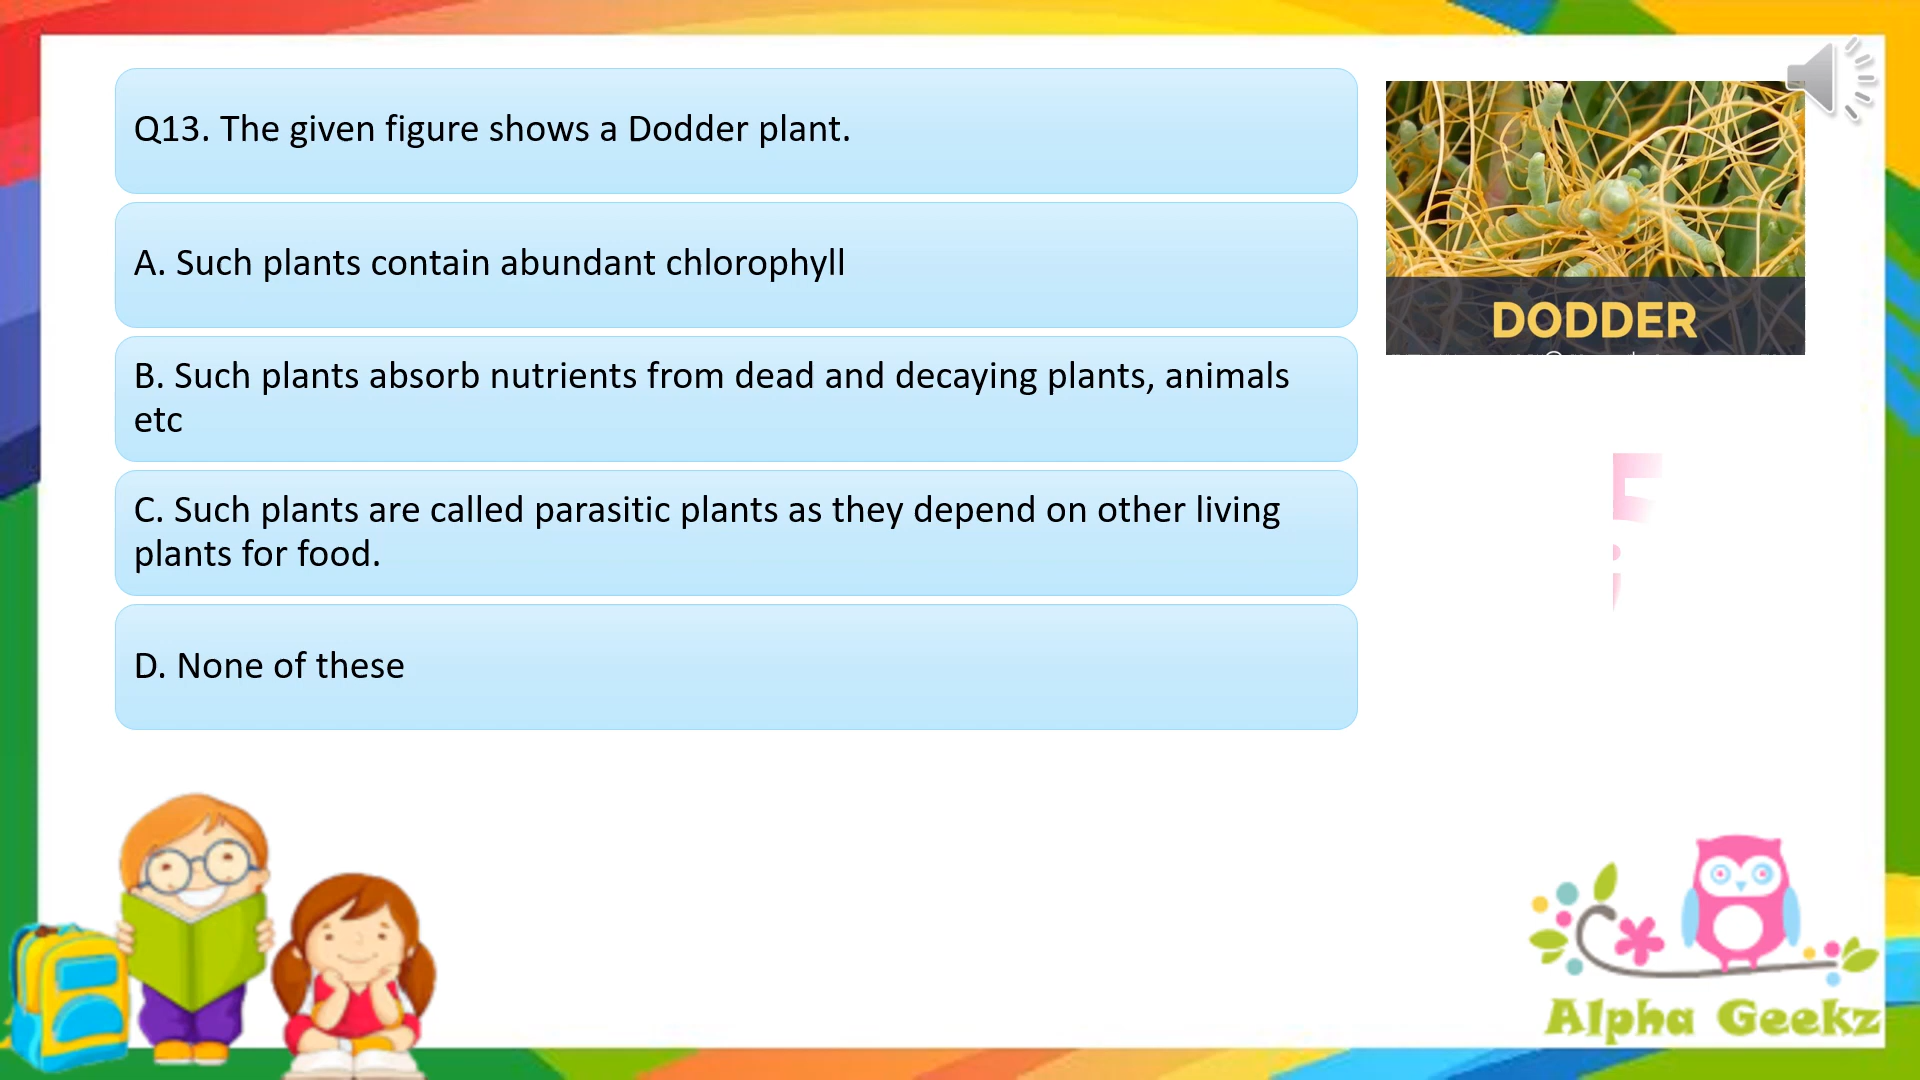 Q13. The given figure shows a Dodder plant.
A. Such plants contain abundant chlorophyll
B. Such plants absorb nutrients from dead and decaying plants, animals
etc
C. Such plants are called parasitic plants as they depend on other living
plants for food.
D. None of these
DODDER
Alpha Geekz